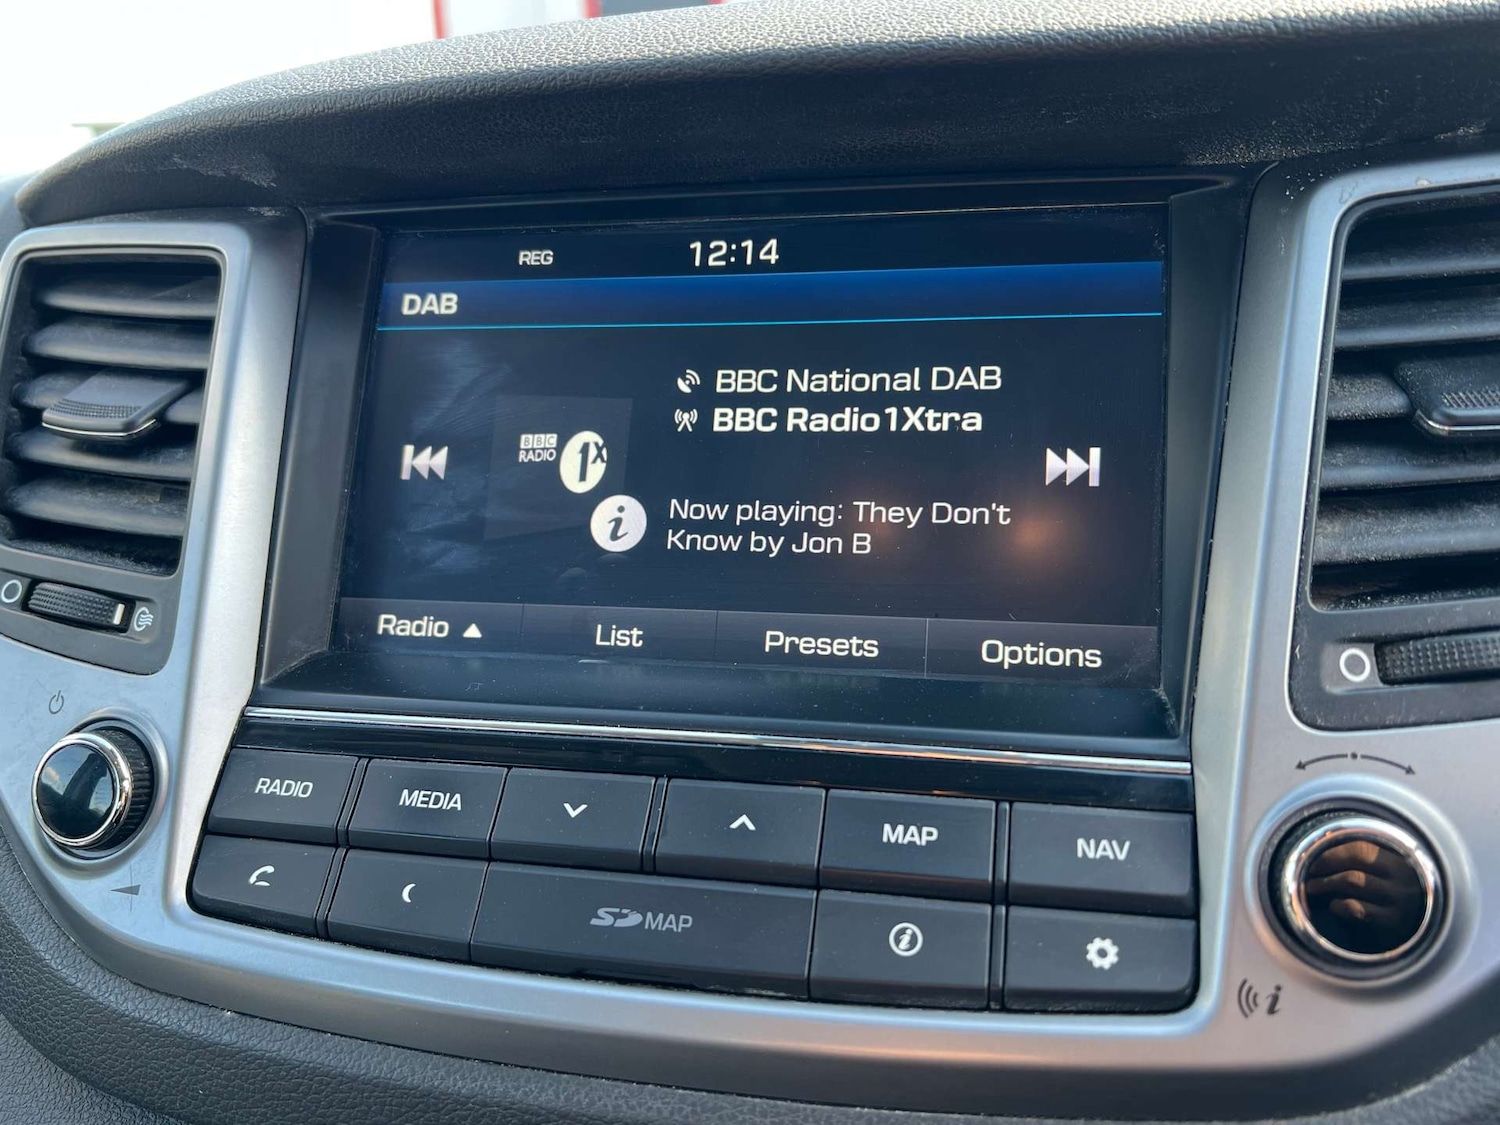 REG
12:14
DAB
BBC National DAB
BBC Radio1Xtra
BBC
RADIO
1X
i
Now playing: They Don't
Know by Jon B
Radio
List
Presets
Options
RADIO
MEDIA
MAP
NAV
SD MAP
i
i